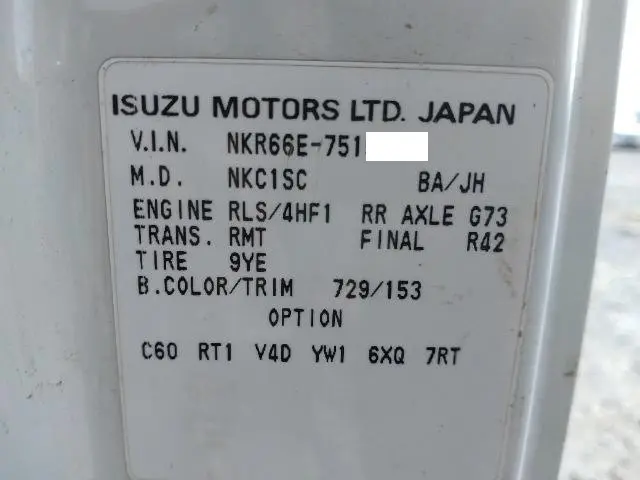 ISUZU MOTORS LTD. JAPAN
V.I.N. NKR66E-751
M.D. NKC1SC BA/JH
ENGINE RLS/4HF1 RR AXLE G73
TRANS. RMT FINAL R42
TIRE 9YE
B.COLOR/TRIM 729/153
OPTION
C60 RT1 V4D YW1 6XQ 7RT